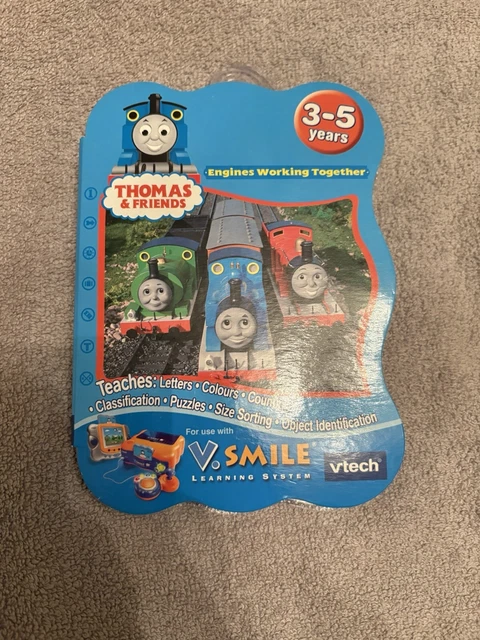 3-5
years
Engines Working Together
THOMAS
& FRIENDS
Teaches: Letters • Colours •
• Classification • Puzzles • Size Sorting • Object Identification
For use with
V.SMILE
LEARNING SYSTEM
vtech